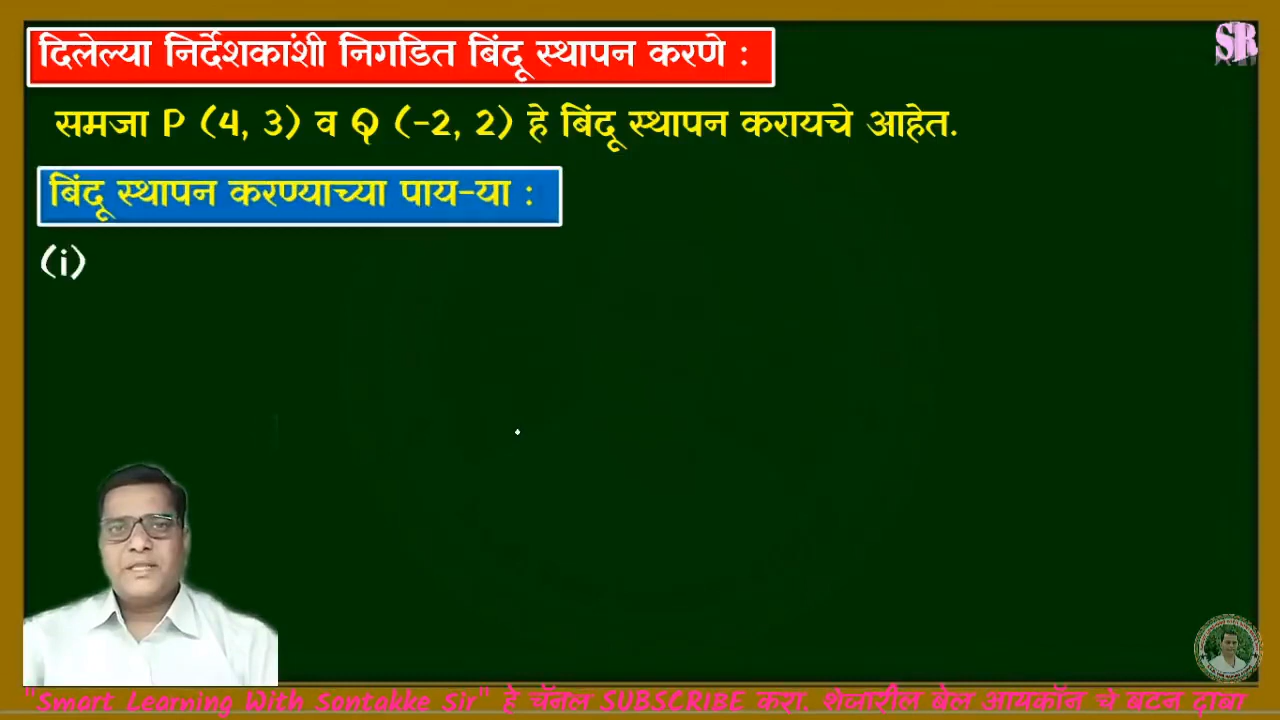 दिलेल्या निर्देशकांशी निगडित बिंदू स्थापन करणे :
SR
समजा P (4, 3) व Q (-2, 2) हे बिंदू स्थापन करायचे आहेत.
बिंदू स्थापन करण्याच्या पाय-या :
(i)
"Smart Learning With Sontakke Sir" हे चॅनल SUBSCRIBE करा. शेजारील बेल आयकॉन चे बटन दाबा